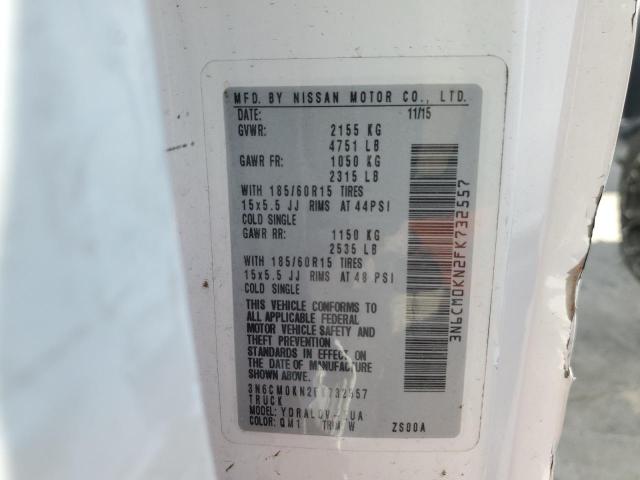 MFD. BY NISSAN MOTOR CO., LTD.
DATE: 11/15
GVWR: 2155 KG
4751 LB
GAWR FR: 1050 KG
2315 LB
WITH 185/60R15 TIRES
15x5.5 JJ RIMS AT 44PSI
COLD SINGLE
GAWR RR: 1150 KG
2535 LB
WITH 185/60R15 TIRES
15x5.5 JJ RIMS AT 48 PSI
COLD SINGLE
THIS VEHICLE CONFORMS TO
ALL APPLICABLE FEDERAL
MOTOR VEHICLE SAFETY AND
THEFT PREVENTION
STANDARDS IN EFFECT ON
THE DATE OF MANUFACTURE
SHOWN ABOVE.
3N6CM0KN2FK732557
TRUCK
MODEL:
COLOR: QM1 TRIM: W ZS00A
3N6CM0KN2FK732557